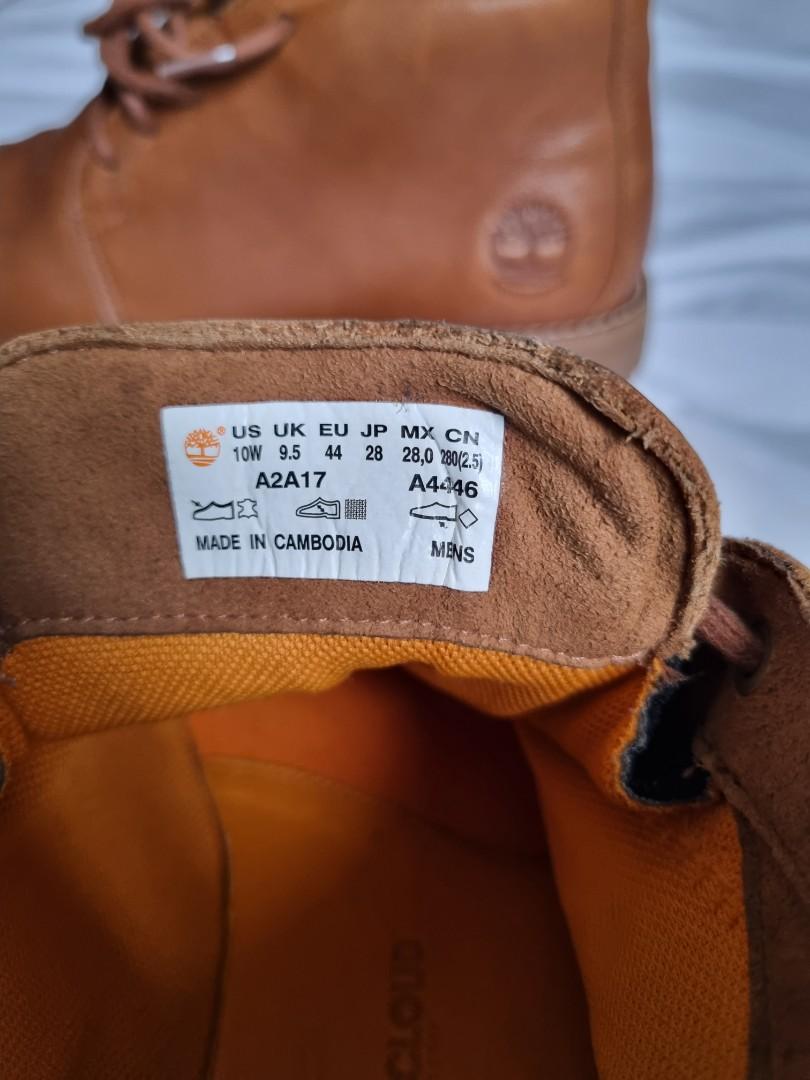 ® US UK EU JP MX CN
10W 9.5 44 28 28,0 280(2.5)
A2A17 A4446
MADE IN CAMBODIA MENS
CLOUD